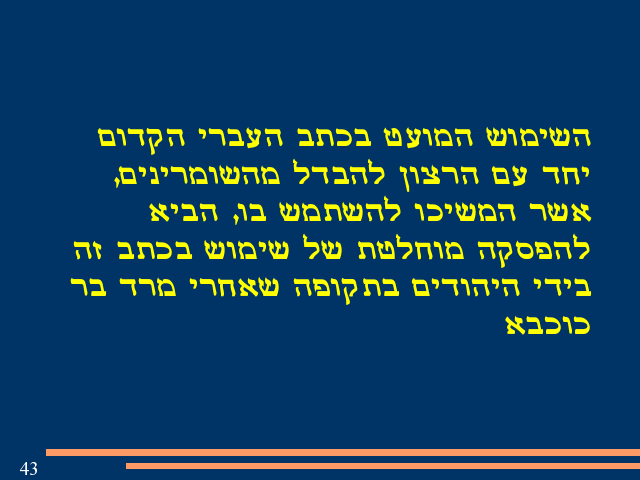 השימוש המועט בכתב העברי הקדום
יחד עם הרצון להבדל מהשומרינים,
אשר המשיכו להשתמש בו, הביא
להפסקה מוחלטת של שימוש בכתב זה
בידי היהודים בתקופה שאחרי מרד בר
כוכבא
43